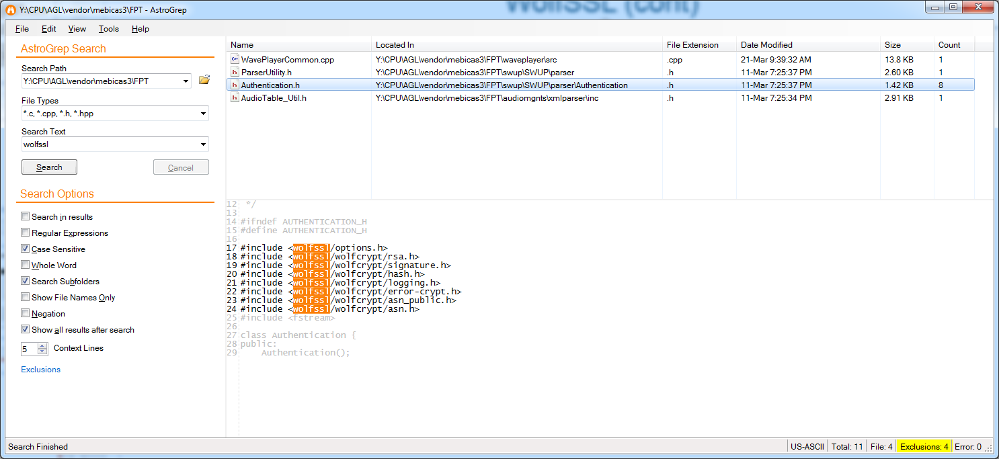 WolfSSL (cont)
Y:\CPU\AGL\vendor\mebicas3\FPT - AstroGrep
File Edit View Tools Help
AstroGrep Search
Search Path
Y:\CPU\AGL\vendor\mebicas3\FPT
File Types
*.c, *.cpp, *.h, *.hpp
Search Text
wolfssl
Search Cancel
Search Options
Search in results
Regular Expressions
Case Sensitive
Whole Word
Search Subfolders
Show File Names Only
Negation
Show all results after search
5 Context Lines
Exclusions
Name Located In File Extension Date Modified Size Count
WavePlayerCommon.cpp Y:\CPU\AGL\vendor\mebicas3\FPT\waveplayer\src .cpp 21-Mar 9:39:32 AM 13.8 KB 1
ParserUtility.h Y:\CPU\AGL\vendor\mebicas3\FPT\swup\SWUP\parser .h 11-Mar 7:25:37 PM 2.60 KB 1
Authentication.h Y:\CPU\AGL\vendor\mebicas3\FPT\swup\SWUP\parser\Authentication .h 11-Mar 7:25:37 PM 1.42 KB 8
AudioTable_Util.h Y:\CPU\AGL\vendor\mebicas3\FPT\audiomgnts\xmlparser\inc .h 11-Mar 7:25:34 PM 2.91 KB 1
12 */
13
14 #ifndef AUTHENTICATION_H
15 #define AUTHENTICATION_H
16
17 #include <wolfssl/options.h>
18 #include <wolfssl/wolfcrypt/rsa.h>
19 #include <wolfssl/wolfcrypt/signature.h>
20 #include <wolfssl/wolfcrypt/hash.h>
21 #include <wolfssl/wolfcrypt/logging.h>
22 #include <wolfssl/wolfcrypt/error-crypt.h>
23 #include <wolfssl/wolfcrypt/asn_public.h>
24 #include <wolfssl/wolfcrypt/asn.h>
25 #include <fstream>
26
27 class Authentication {
28 public:
29 Authentication();
Search Finished US-ASCII Total: 11 File: 4 Exclusions: 4 Error: 0